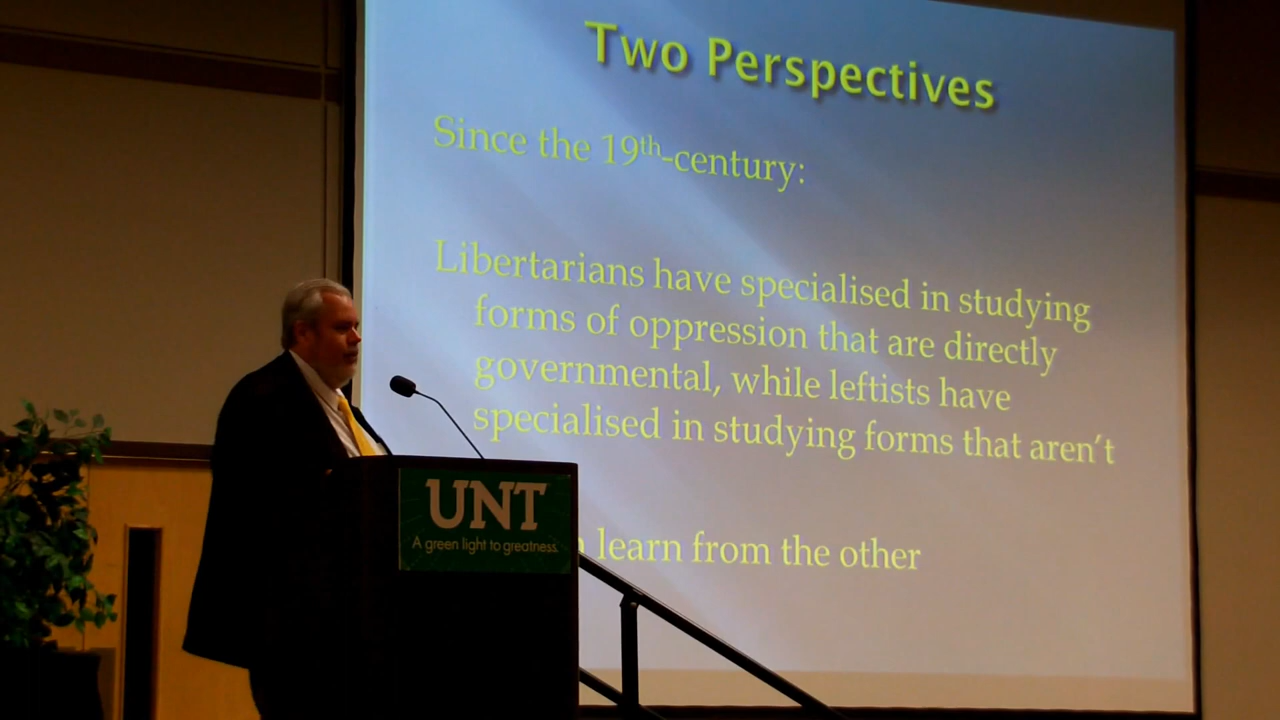 Two Perspectives
Since the 19th-century:
Libertarians have specialised in studying
forms of oppression that are directly
governmental, while leftists have
specialised in studying forms that aren't
learn from the other
UNT
A green light to greatness.